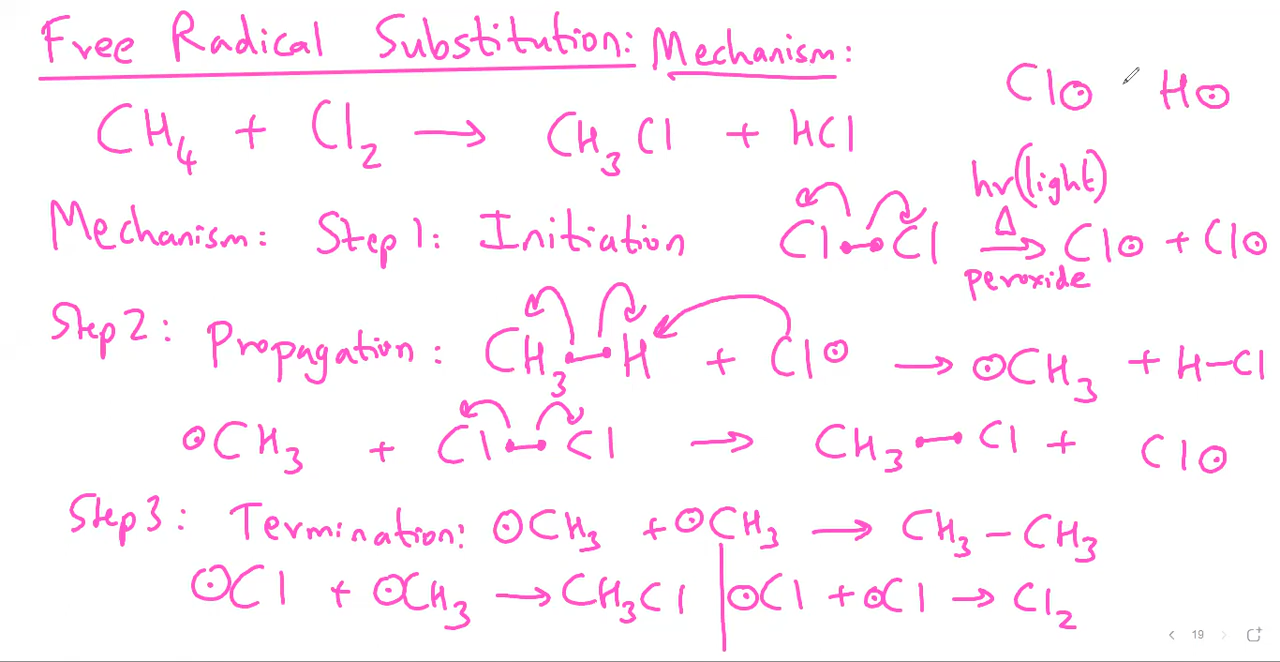 Free Radical Substitution: Mechanism:
Cl⊙ H⊙
CH₄ + Cl₂ → CH₃Cl + HCl
hν(light)
Mechanism: Step 1: Initiation Cl—Cl → Cl⊙ + Cl⊙
Δ
peroxide
Step 2: Propagation: CH₃—H + Cl⊙ → ⊙CH₃ + H-Cl
⊙CH₃ + Cl—Cl → CH₃—Cl + Cl⊙
Step 3: Termination: ⊙CH₃ + ⊙CH₃ → CH₃-CH₃
⊙Cl + ⊙CH₃ → CH₃Cl | ⊙Cl + ⊙Cl → Cl₂
< 19 >